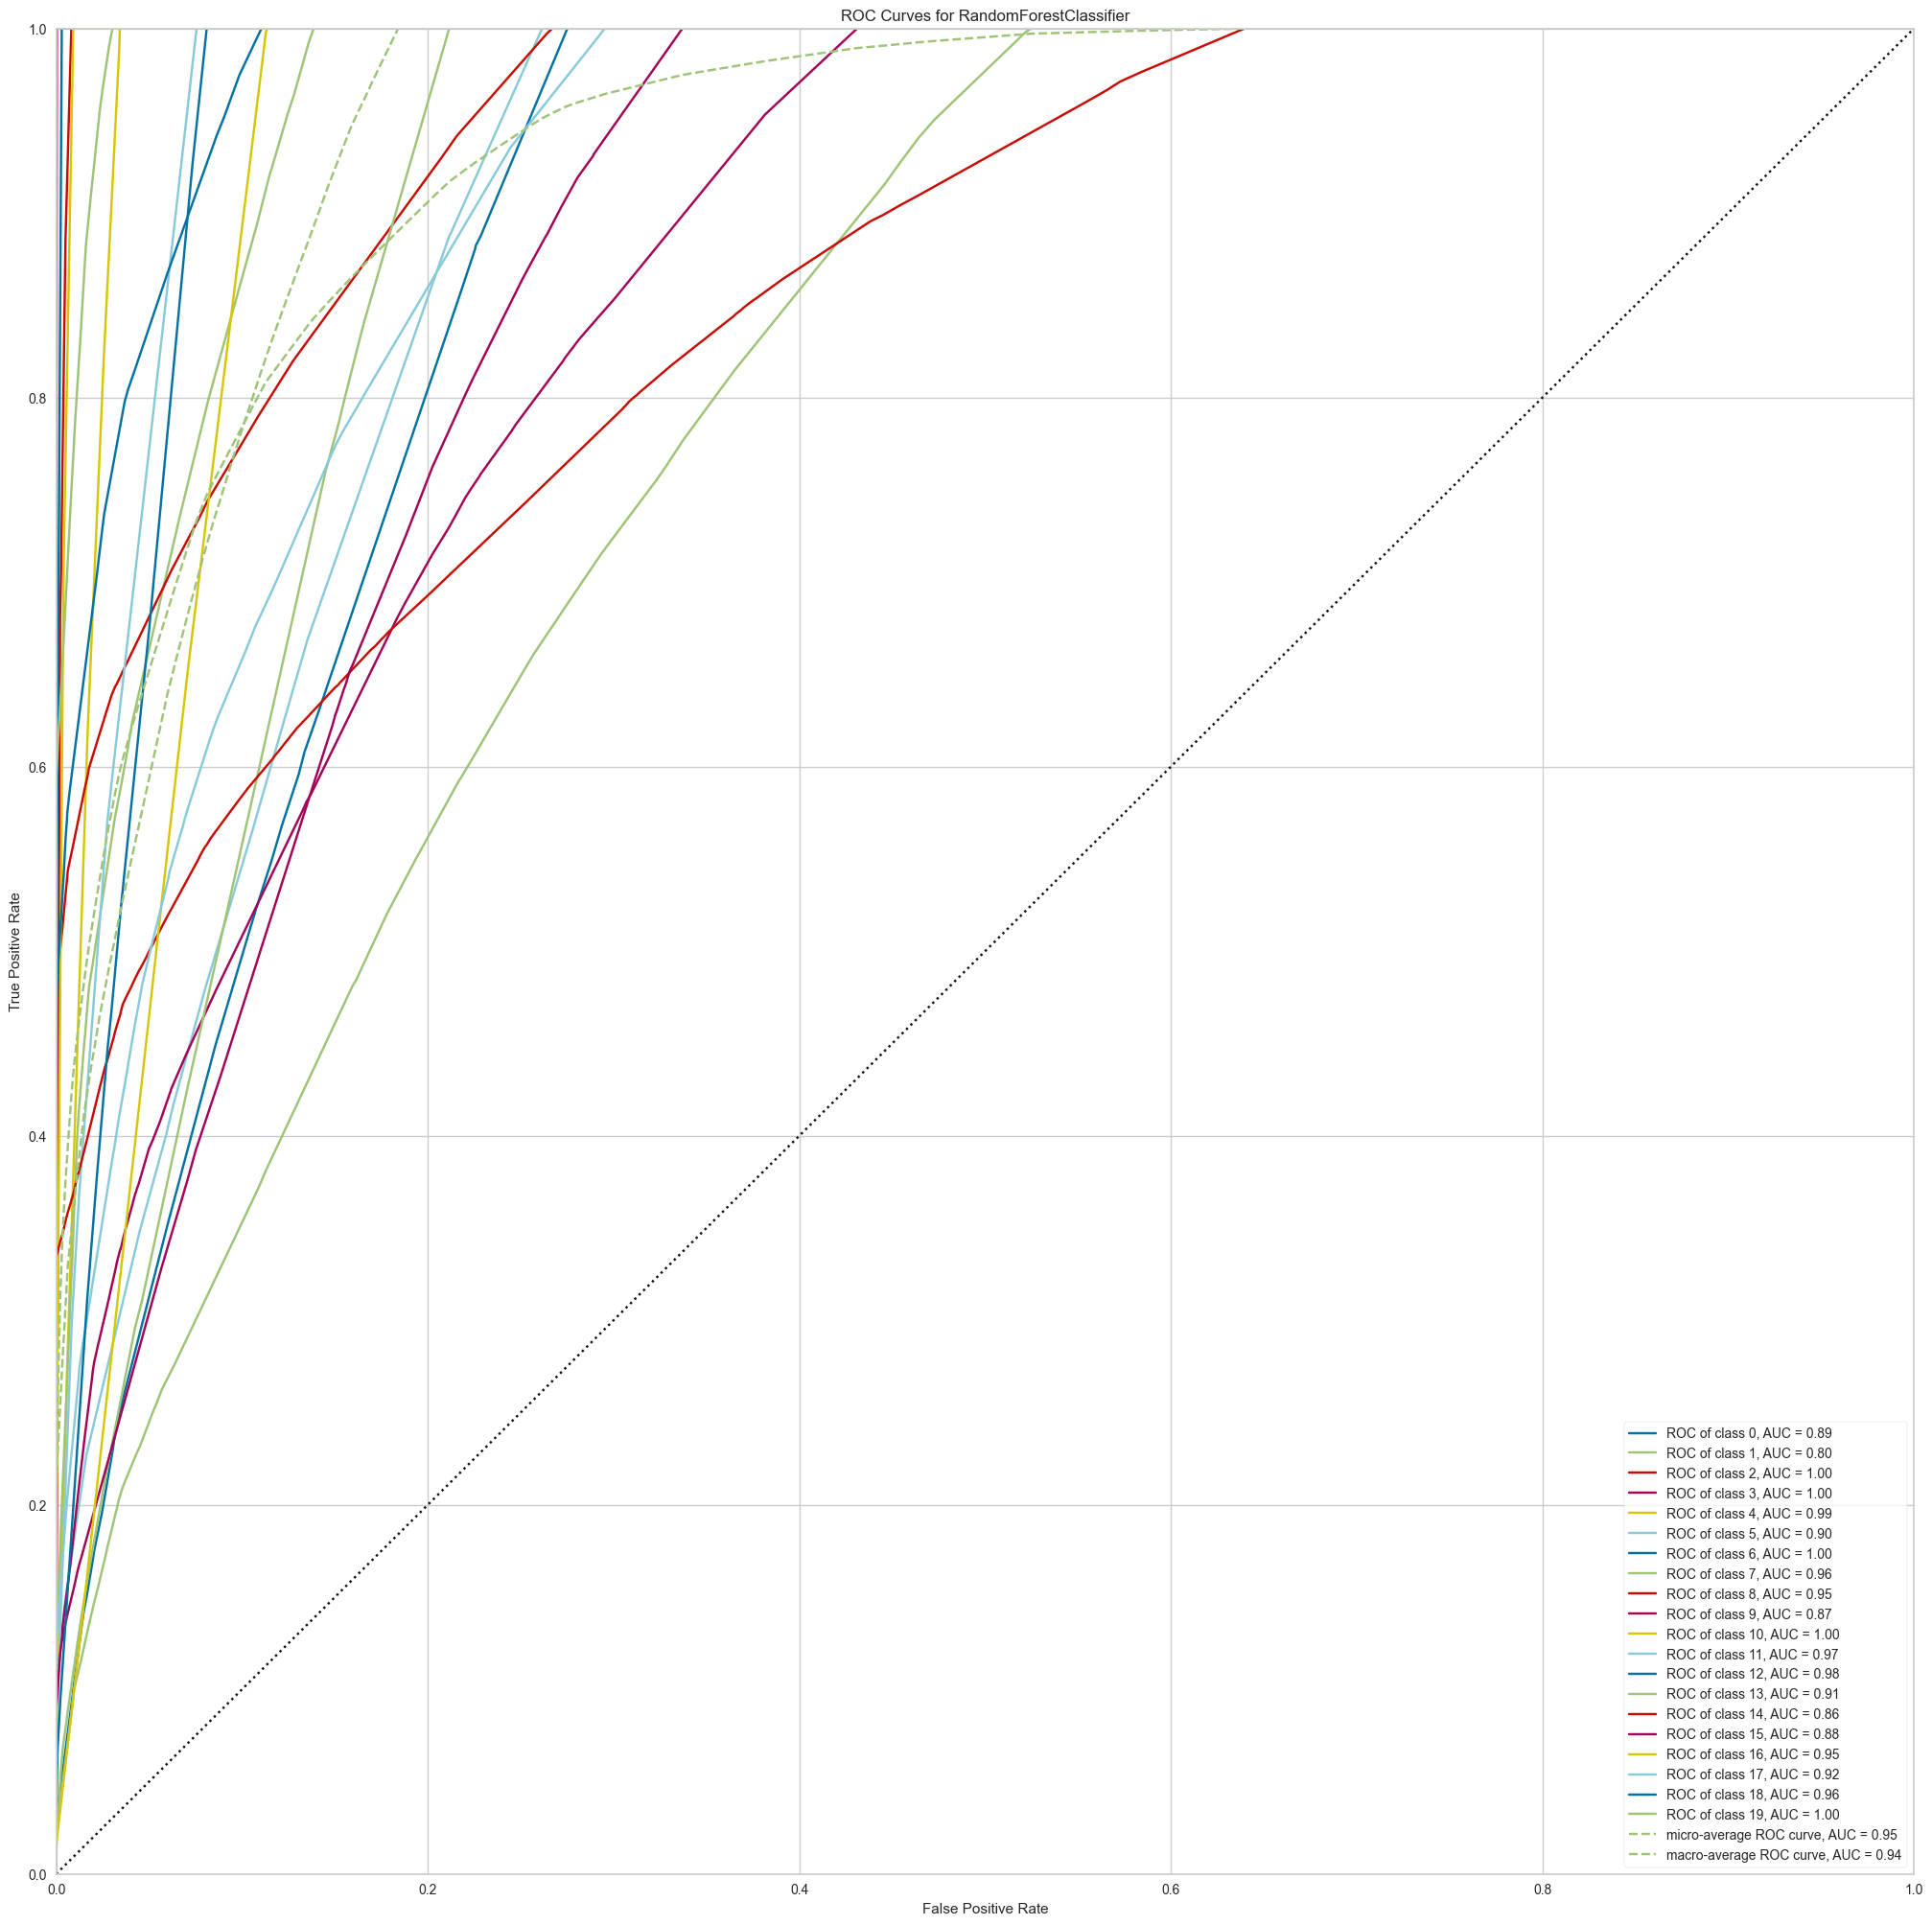 ROC Curves for RandomForestClassifier
1.0
0.8
0.6
0.4
0.2
0.0
True Positive Rate
0.0 0.2 0.4 0.6 0.8 1.0
False Positive Rate
ROC of class 0, AUC = 0.89
ROC of class 1, AUC = 0.80
ROC of class 2, AUC = 1.00
ROC of class 3, AUC = 1.00
ROC of class 4, AUC = 0.99
ROC of class 5, AUC = 0.90
ROC of class 6, AUC = 1.00
ROC of class 7, AUC = 0.96
ROC of class 8, AUC = 0.95
ROC of class 9, AUC = 0.87
ROC of class 10, AUC = 1.00
ROC of class 11, AUC = 0.97
ROC of class 12, AUC = 0.98
ROC of class 13, AUC = 0.91
ROC of class 14, AUC = 0.86
ROC of class 15, AUC = 0.88
ROC of class 16, AUC = 0.95
ROC of class 17, AUC = 0.92
ROC of class 18, AUC = 0.96
ROC of class 19, AUC = 1.00
micro-average ROC curve, AUC = 0.95
macro-average ROC curve, AUC = 0.94